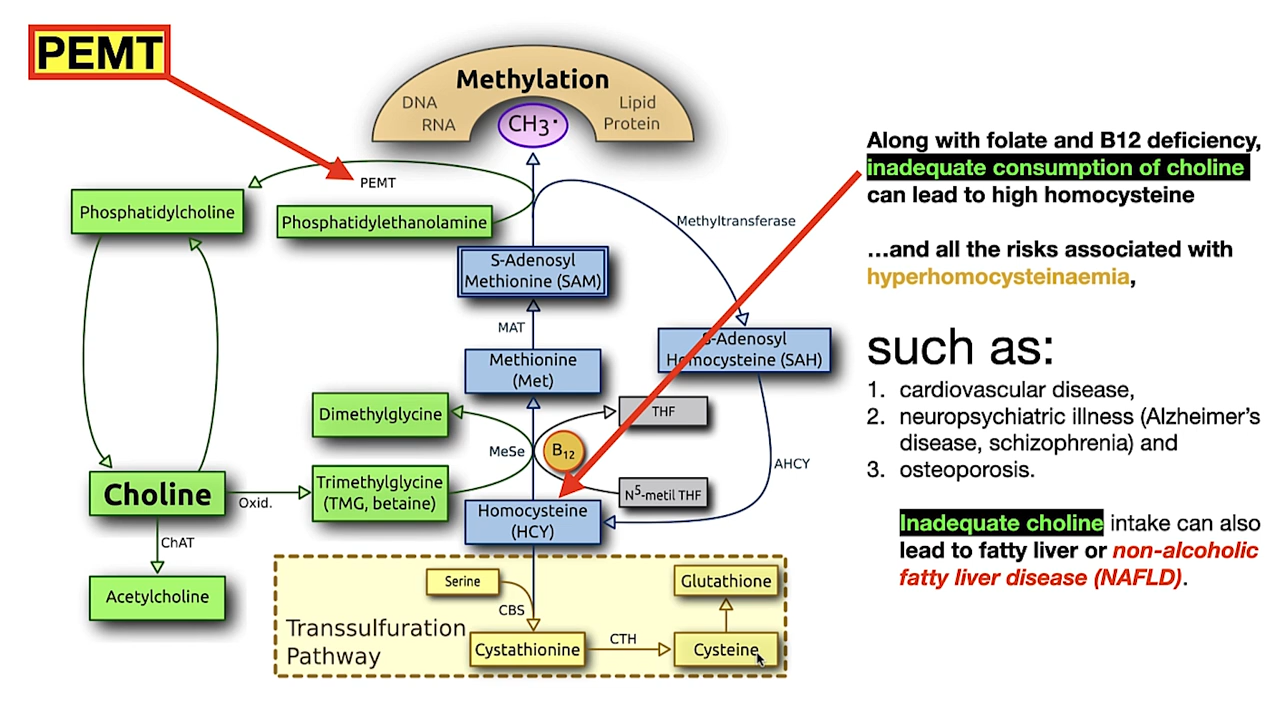 PEMT
Methylation
DNA
RNA
CH3·
Lipid
Protein
PEMT
Phosphatidylcholine
Phosphatidylethanolamine
Methyltransferase
S-Adenosyl
Methionine (SAM)
MAT
S-Adenosyl
Homocysteine (SAH)
Methionine
(Met)
Dimethylglycine
THF
MeSe
B12
AHCY
Choline
Oxid.
Trimethylglycine
(TMG, betaine)
N5-metil THF
Homocysteine
(HCY)
ChAT
Acetylcholine
Serine
CBS
Glutathione
Transsulfuration
Pathway
Cystathionine
CTH
Cysteine
Along with folate and B12 deficiency,
inadequate consumption of choline
can lead to high homocysteine
...and all the risks associated with
hyperhomocysteinaemia,
such as:
1. cardiovascular disease,
2. neuropsychiatric illness (Alzheimer's
disease, schizophrenia) and
3. osteoporosis.
Inadequate choline intake can also
lead to fatty liver or non-alcoholic
fatty liver disease (NAFLD).